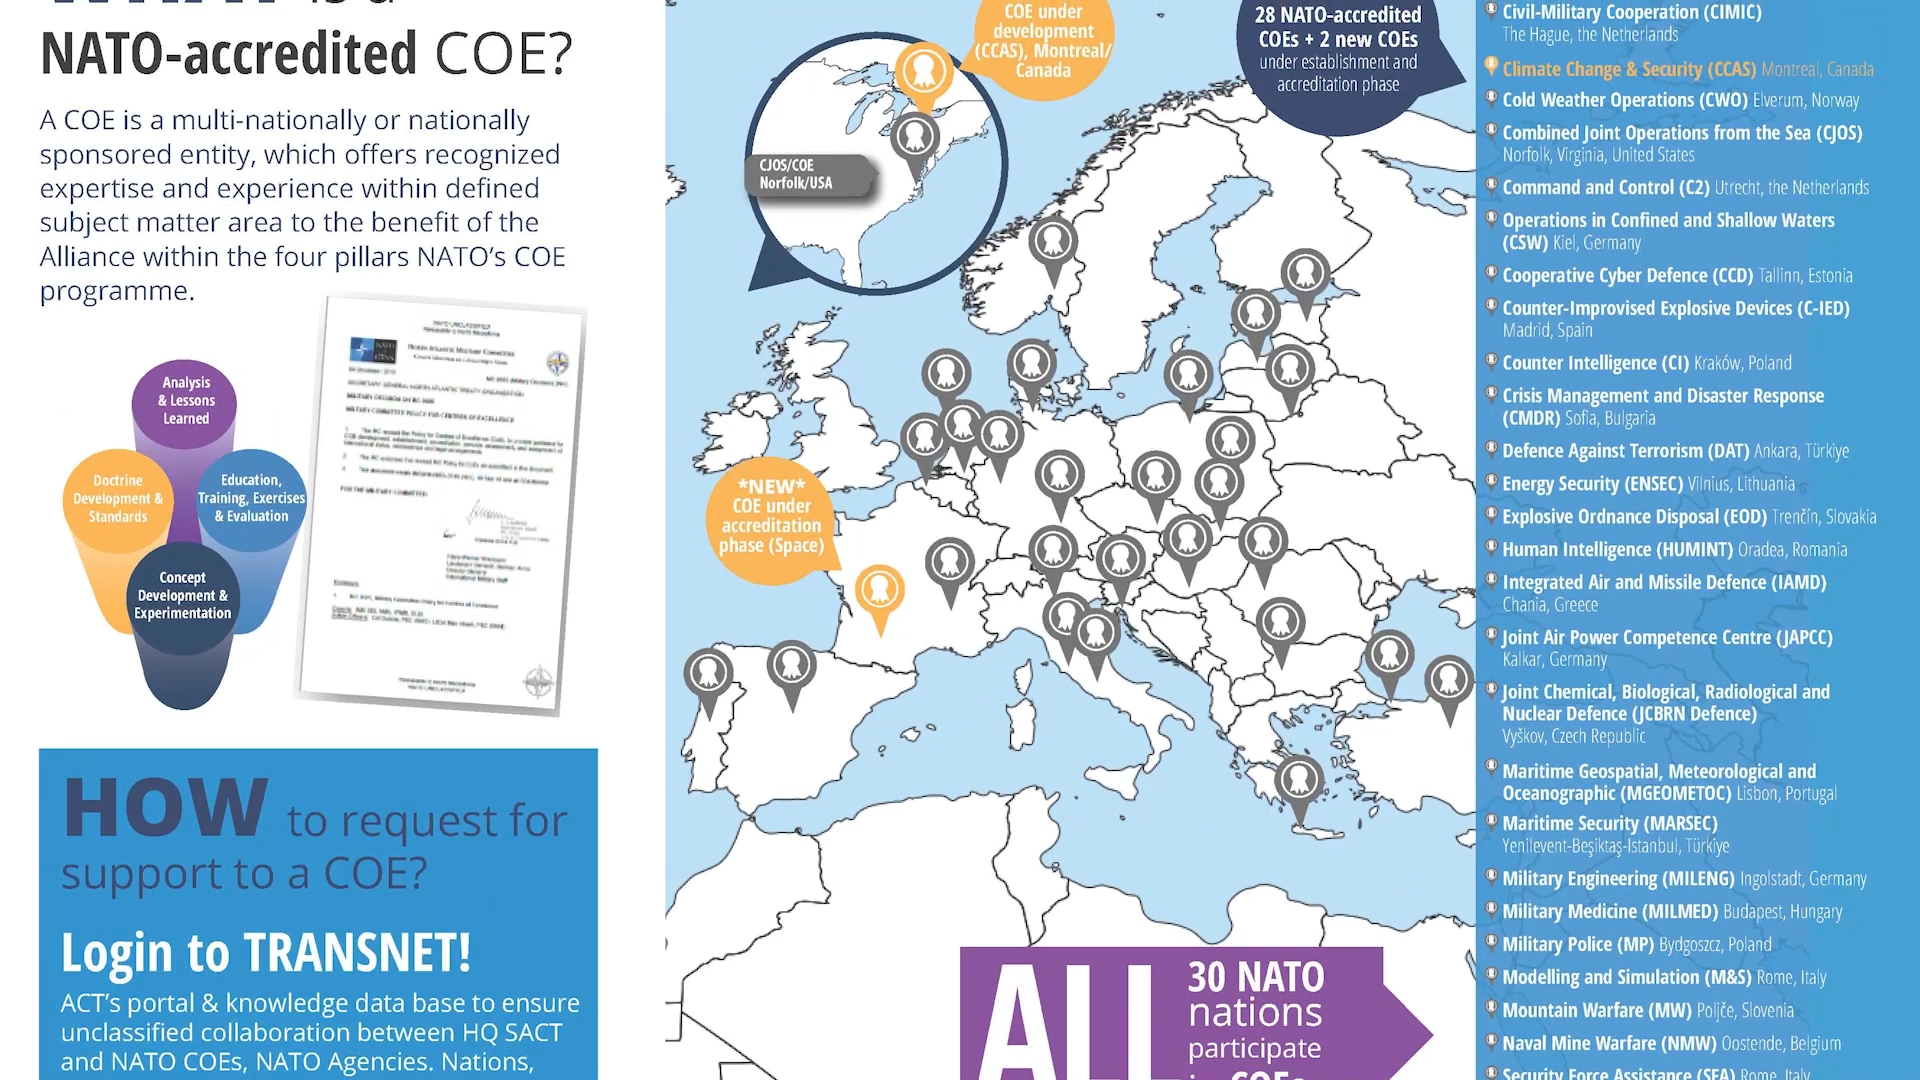 NATO-accredited COE?
A COE is a multi-nationally or nationally
sponsored entity, which offers recognized
expertise and experience within defined
subject matter area to the benefit of the
Alliance within the four pillars NATO's COE
programme.
Analysis
& Lessons
Learned
Doctrine
Development &
Standards
Education,
Training, Exercises
& Evaluation
Concept
Development &
Experimentation
HOW to request for
support to a COE?
Login to TRANSNET!
ACT's portal & knowledge data base to ensure
unclassified collaboration between HQ SACT
and NATO COEs, NATO Agencies. Nations,
COE under
development
(CCAS), Montreal/
Canada
CJOS/COE
Norfolk/USA
28 NATO-accredited
COEs + 2 new COEs
under establishment and
accreditation phase
*NEW*
COE under
accreditation
phase (Space)
ALL
30 NATO
nations
participate
Civil-Military Cooperation (CIMIC)
The Hague, the Netherlands
Climate Change & Security (CCAS) Montreal, Canada
Cold Weather Operations (CWO) Elverum, Norway
Combined Joint Operations from the Sea (CJOS)
Norfolk, Virginia, United States
Command and Control (C2) Utrecht, the Netherlands
Operations in Confined and Shallow Waters
(CSW) Kiel, Germany
Cooperative Cyber Defence (CCD) Tallinn, Estonia
Counter-Improvised Explosive Devices (C-IED)
Madrid, Spain
Counter Intelligence (CI) Kraków, Poland
Crisis Management and Disaster Response
(CMDR) Sofia, Bulgaria
Defence Against Terrorism (DAT) Ankara, Türkiye
Energy Security (ENSEC) Vilnius, Lithuania
Explosive Ordnance Disposal (EOD) Trenčín, Slovakia
Human Intelligence (HUMINT) Oradea, Romania
Integrated Air and Missile Defence (IAMD)
Chania, Greece
Joint Air Power Competence Centre (JAPCC)
Kalkar, Germany
Joint Chemical, Biological, Radiological and
Nuclear Defence (JCBRN Defence)
Vyškov, Czech Republic
Maritime Geospatial, Meteorological and
Oceanographic (MGEOMETOC) Lisbon, Portugal
Maritime Security (MARSEC)
Yenilevent-Beşiktaş-Istanbul, Türkiye
Military Engineering (MILENG) Ingolstadt, Germany
Military Medicine (MILMED) Budapest, Hungary
Military Police (MP) Bydgoszcz, Poland
Modelling and Simulation (M&S) Rome, Italy
Mountain Warfare (MW) Poljče, Slovenia
Naval Mine Warfare (NMW) Oostende, Belgium
Security Force Assistance (SFA) Rome, Italy